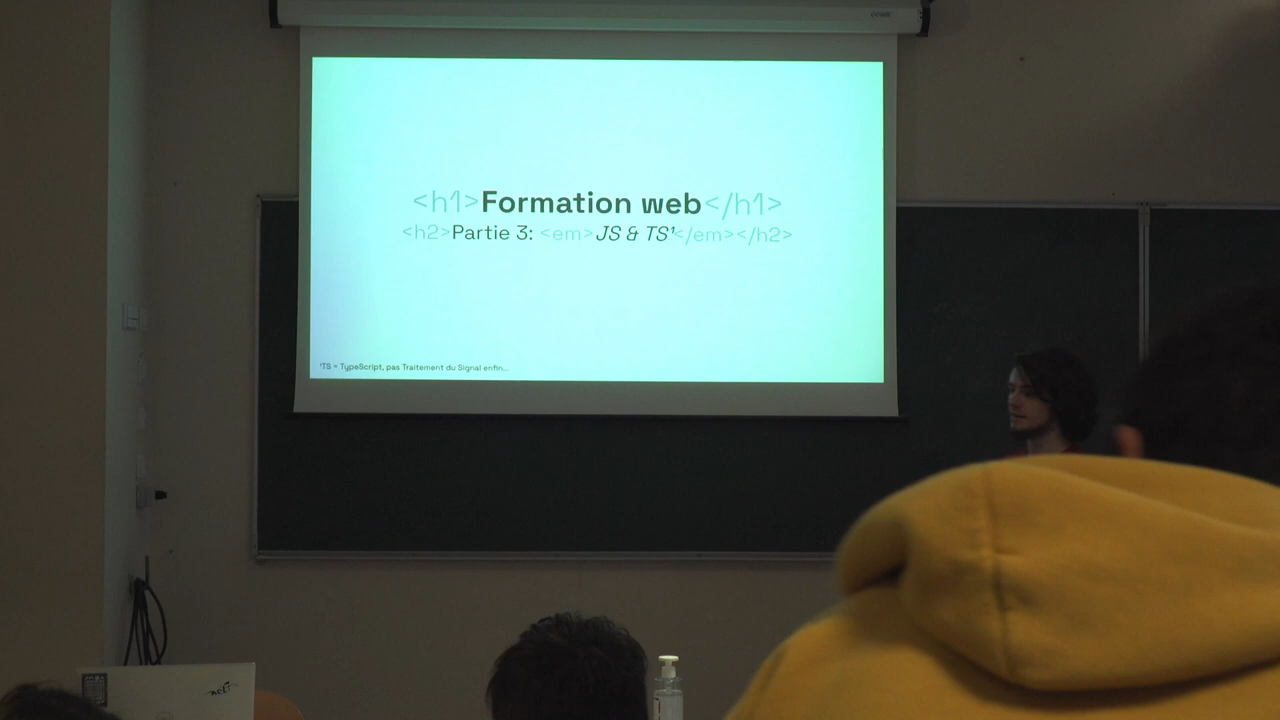 <h1>Formation web</h1>
<h2>Partie 3: <em>JS & TS¹</em></h2>
¹TS = TypeScript, pas Traitement du Signal enfin...
net7